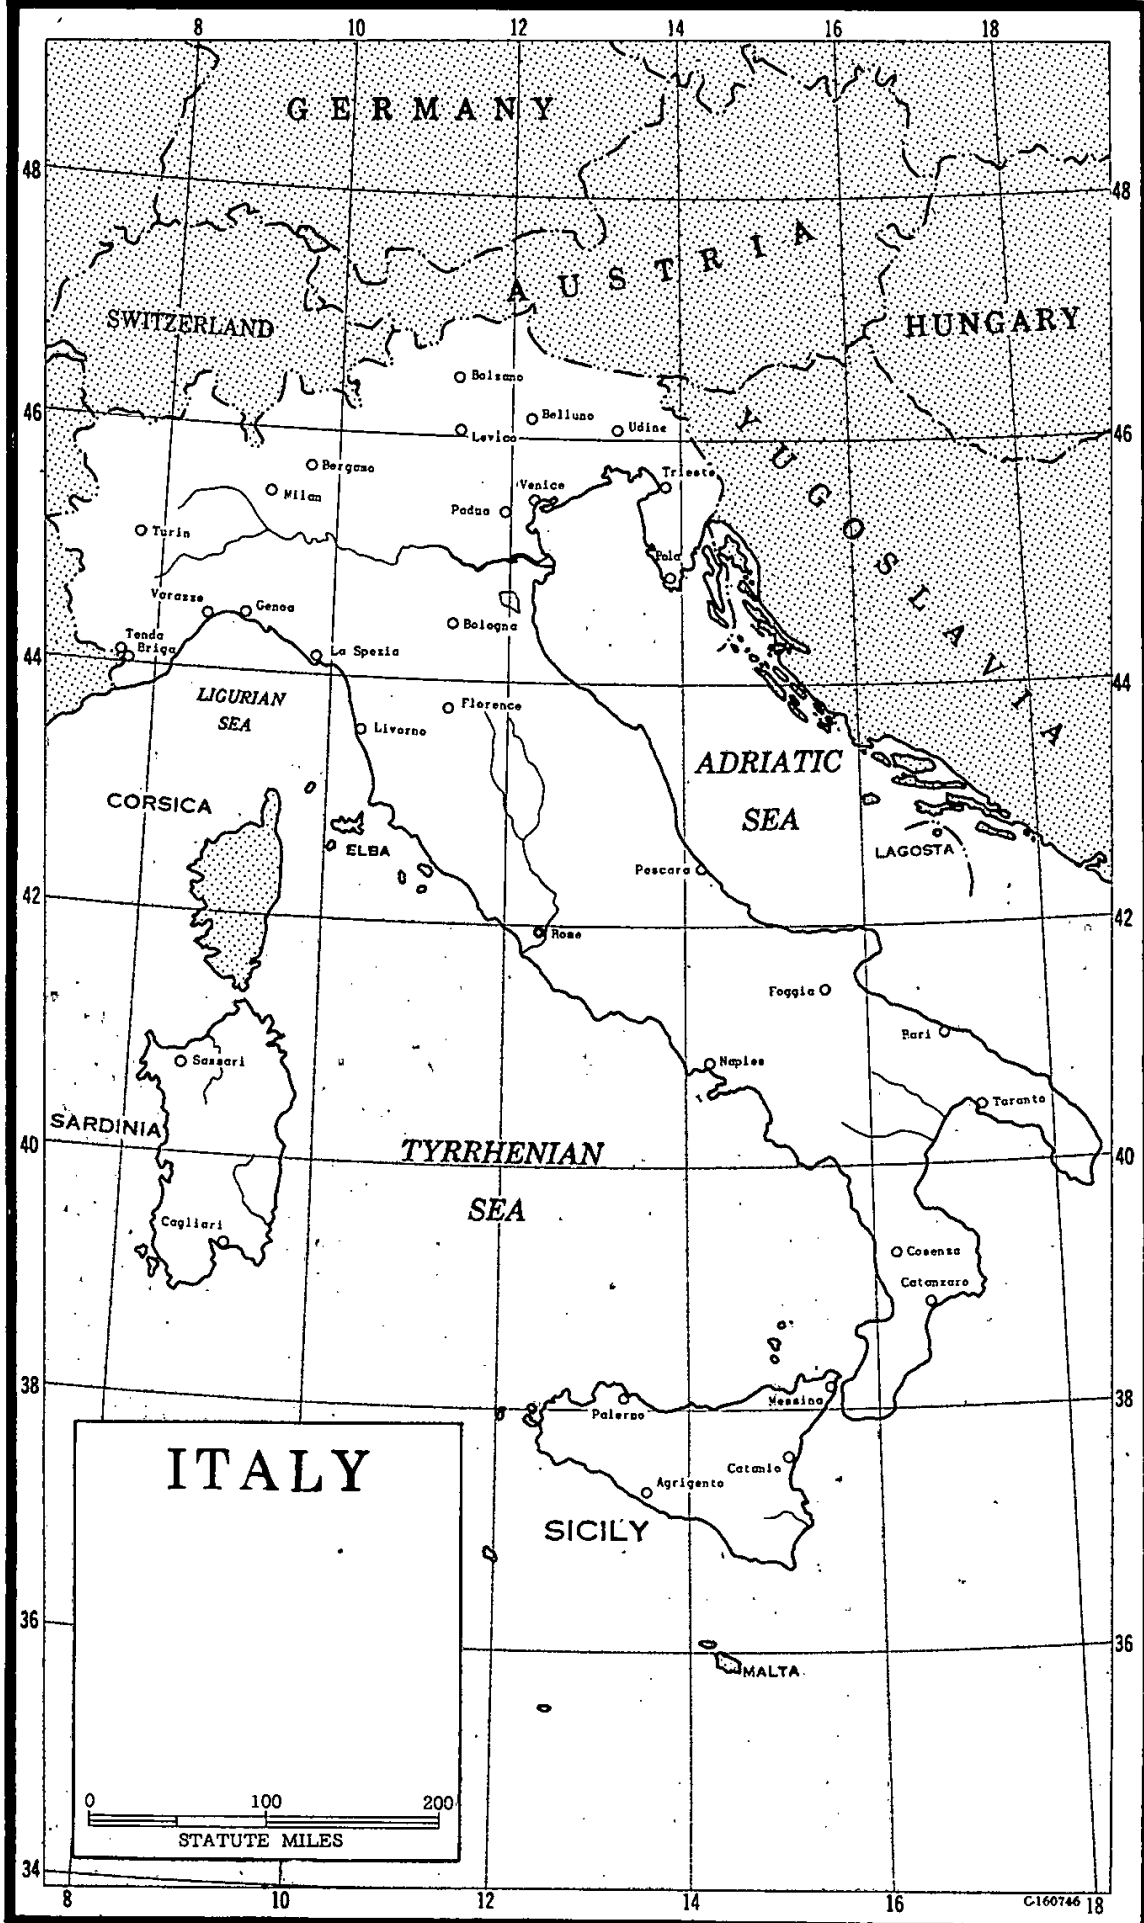 8 10 12 14 16 18
GERMANY
48 48
AUSTRIA
SWITZERLAND
HUNGARY
Bolzano
46 46
Belluno
Levico
Udine
YUGOSLAVIA
Bergamo
Trieste
Milan
Venice
Padua
Turin
Pola
Varazze
Genoa
Bologna
Tenda
Briga
La Spezia
44 44
LIGURIAN
SEA
Florence
Livorno
ADRIATIC
SEA
CORSICA
ELBA
LAGOSTA
Pescara
42 42
Rome
Foggia
Bari
Sassari
Naples
Taranto
SARDINIA
40 40
TYRRHENIAN
SEA
Cagliari
Cosenza
Catanzaro
38 38
Messina
Palermo
ITALY
Catania
Agrigento
SICILY
36 36
MALTA
0 100 200
STATUTE MILES
34
8 10 12 14 16 18
G-160746